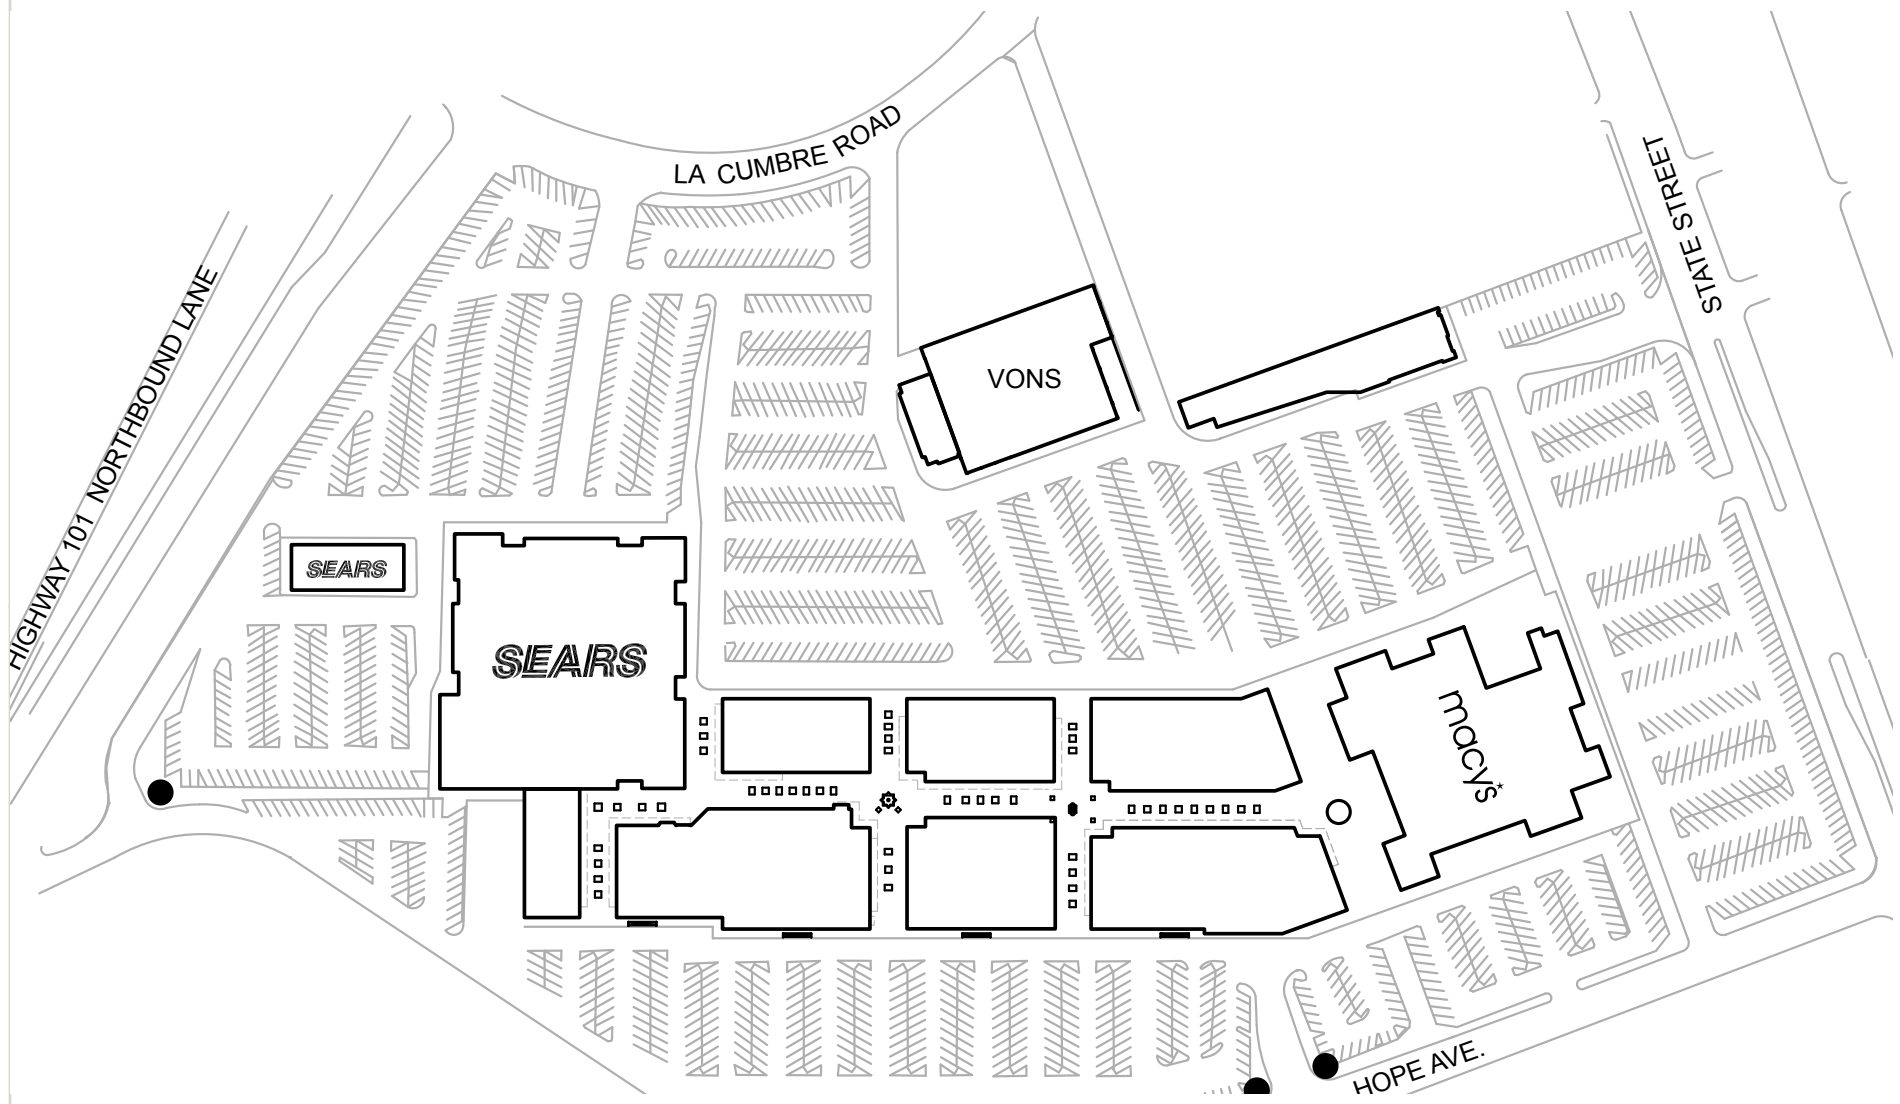 LA CUMBRE ROAD
STATE STREET
HIGHWAY 101 NORTHBOUND LANE
VONS
SEARS
SEARS
macy's
HOPE AVE.